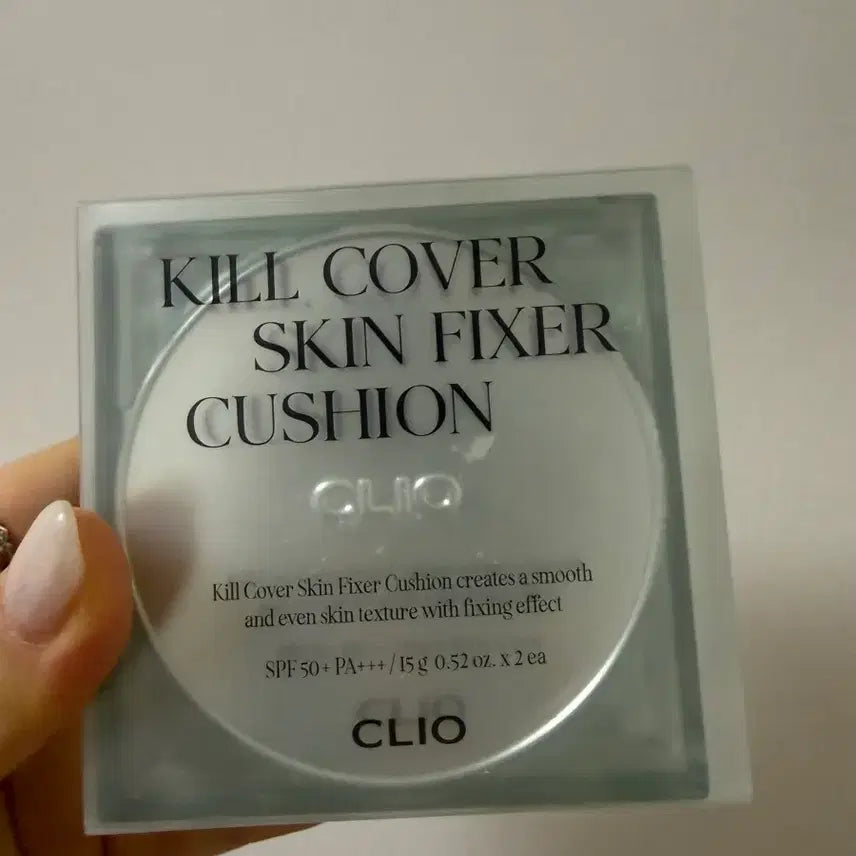 KILL COVER
SKIN FIXER
CUSHION
CLIO
Kill Cover Skin Fixer Cushion creates a smooth
and even skin texture with fixing effect
SPF 50+ PA+++ / 15 g 0.52 oz. x 2 ea
CLIO